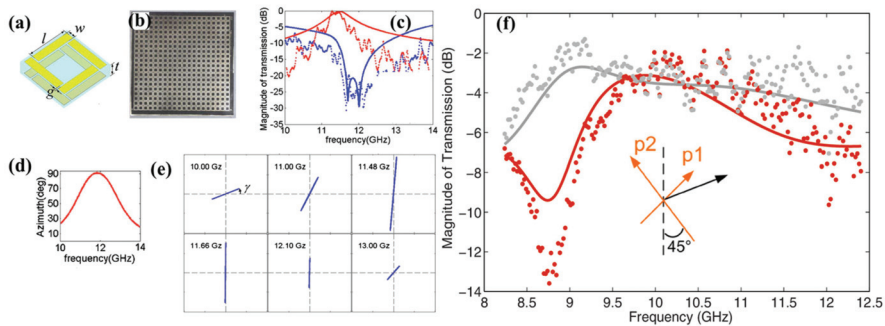 (a)
l
w
t
g
(b)
(c)
Magnitude of transmission (dB)
0
-5
-10
-15
-20
-25
-30
-35
10 11 12 13 14
frequency(GHz)
(d)
Azimuth(deg)
90
70
50
30
10
10 12 14
frequency(GHz)
(e)
10.00 Gz
γ
11.00 Gz
11.48 Gz
11.66 Gz
12.10 Gz
13.00 Gz
(f)
Magnitude of Transmission (dB)
0
-2
-4
-6
-8
-10
-12
-14
p2
p1
45°
8 8.5 9 9.5 10 10.5 11 11.5 12 12.5
Frequency (GHz)